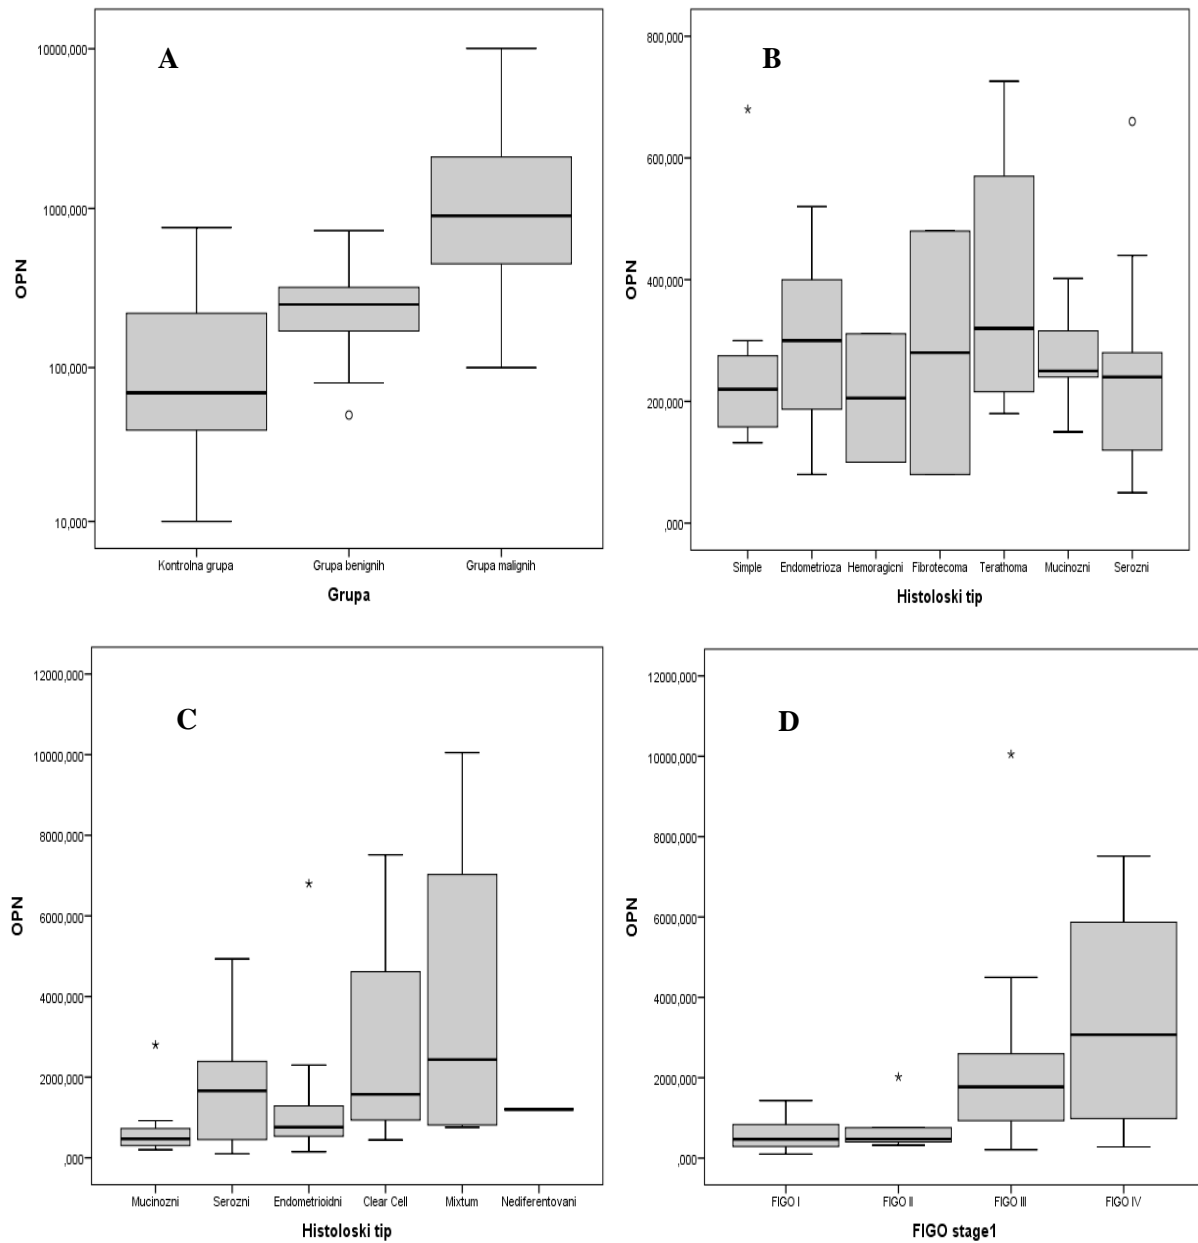 A
OPN
10000,000
1000,000
100,000
10,000
Kontrolna grupa Grupa benignih Grupa malignih
Grupa
B
OPN
800,000
600,000
400,000
200,000
,000
Simple Endometrioza Hemoragicni Fibrotecoma Terathoma Mucinozni Serozni
Histoloski tip
C
OPN
12000,000
10000,000
8000,000
6000,000
4000,000
2000,000
,000
Mucinozni Serozni Endometrioidni Clear Cell Mixtum Nediferentovani
Histoloski tip
D
OPN
12000,000
10000,000
8000,000
6000,000
4000,000
2000,000
,000
FIGO I FIGO II FIGO III FIGO IV
FIGO stage1